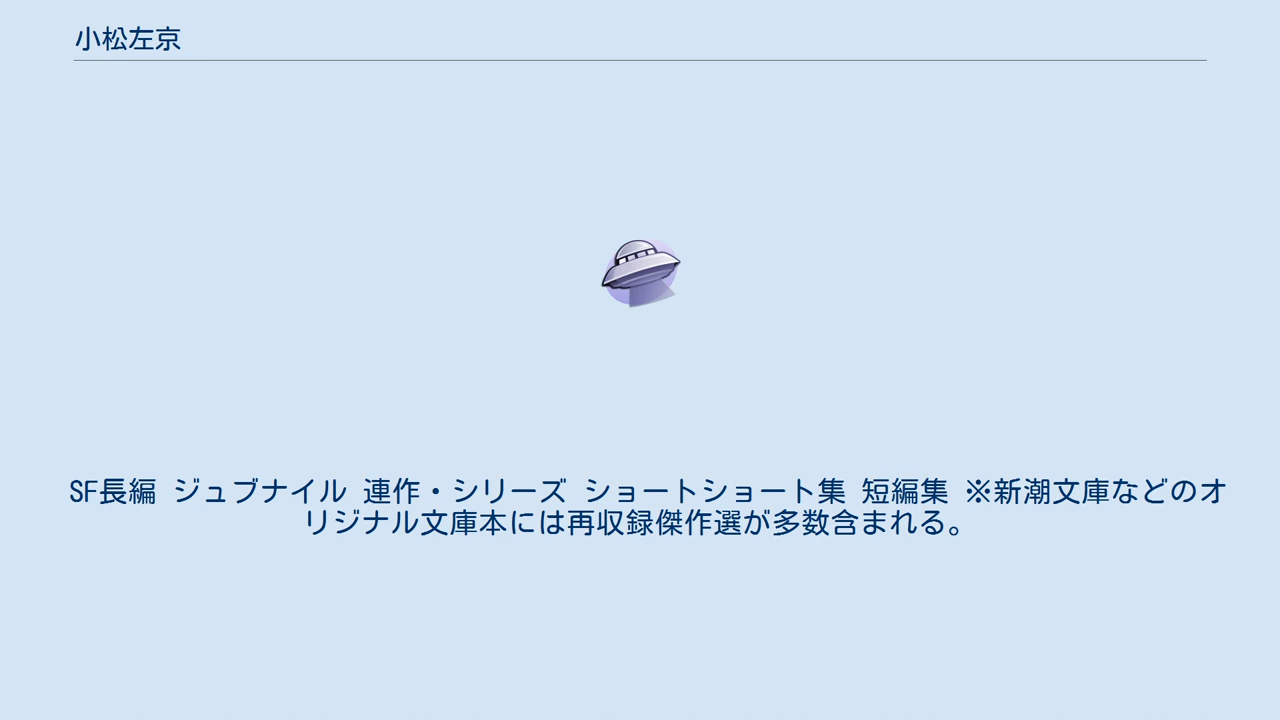 小松左京
SF長編 ジュブナイル 連作・シリーズ ショートショート集 短編集 ※新潮文庫などのオ
リジナル文庫本には再収録傑作選が多数含まれる。